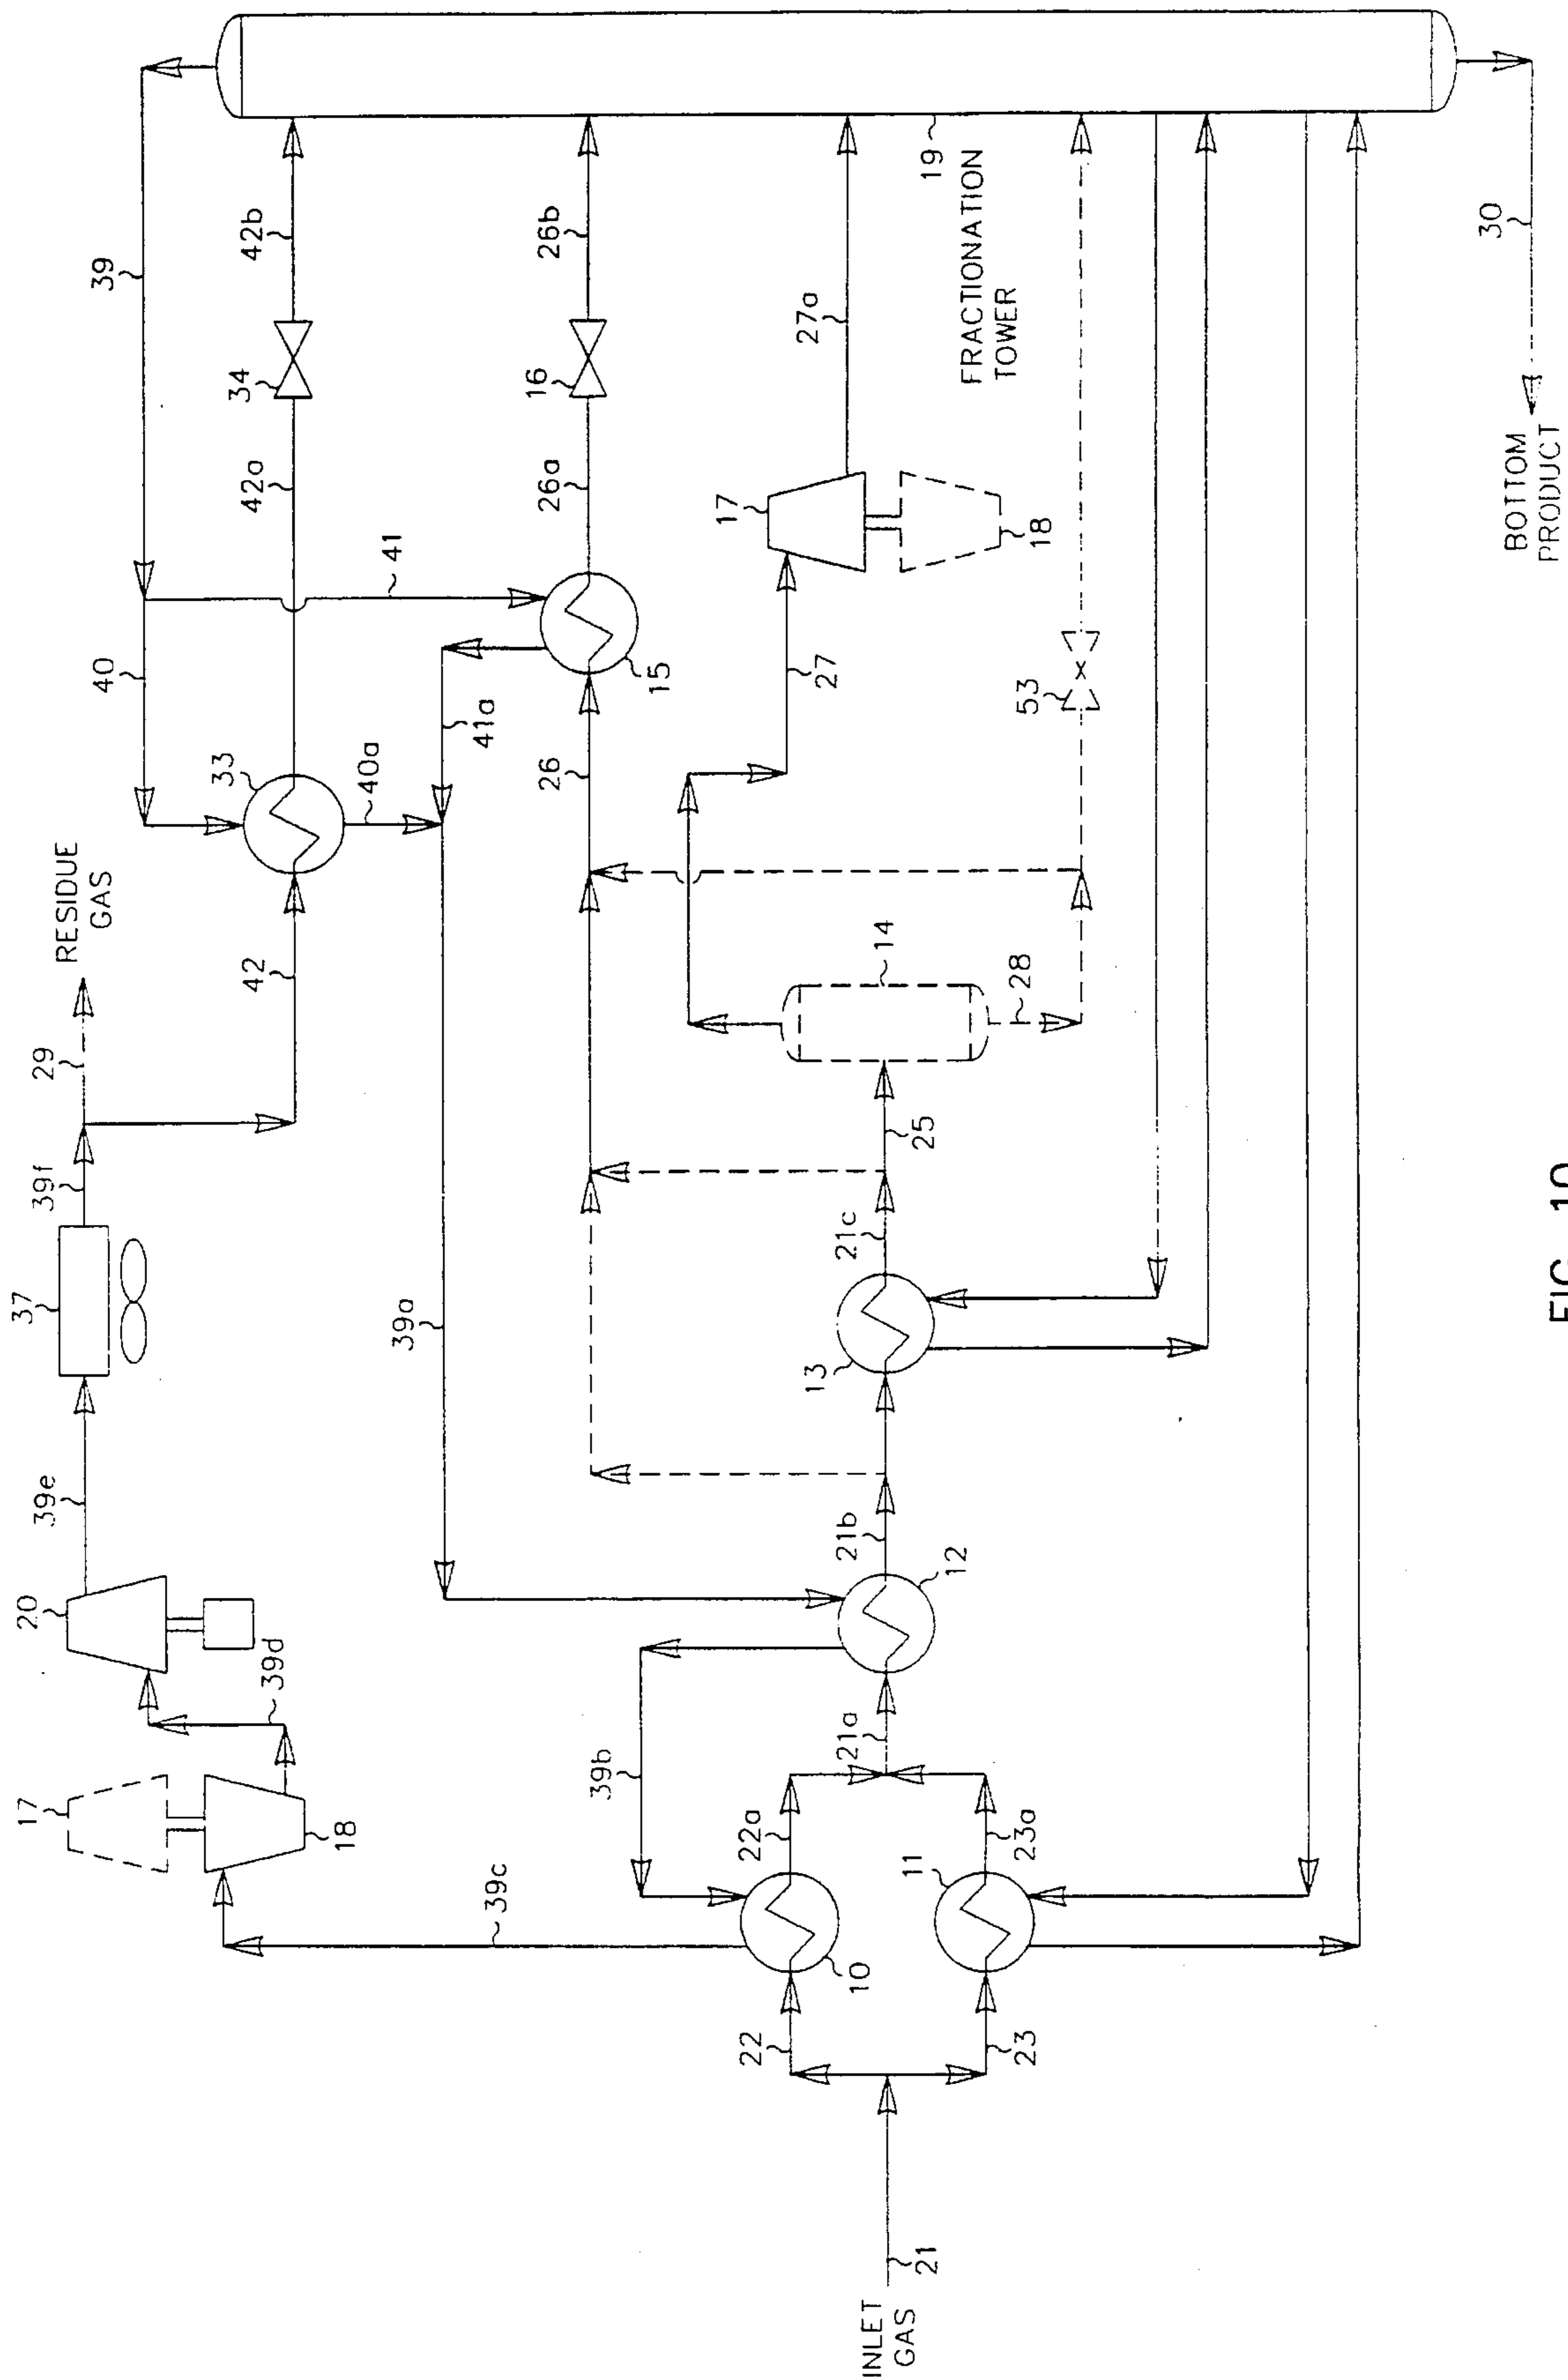 17
20
39e
37
39f
29
RESIDUE
GAS
40
39
18
39d
42
33
42a
34
42b
40a
41
39c
39a
41a
39b
26
15
26a
16
26b
22
10
22a
17
27
27a
18
INLET
GAS
21
21a
21b
12
13
21c
25
14
28
11
23
23a
53
19
FRACTIONATION
TOWER
30
BOTTOM
PRODUCT
FIG.